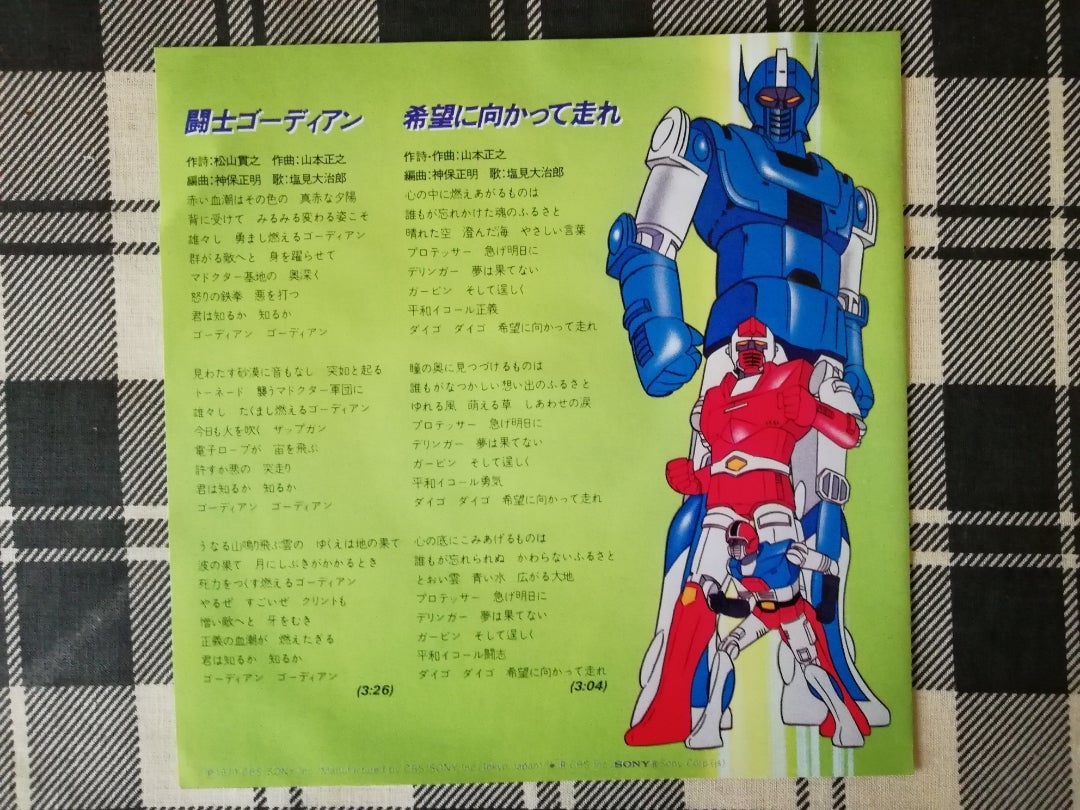 闘士ゴーディアン
作詩：松山貫之　作曲：山本正之
編曲：神保正明　歌：塩見大治郎
赤い血潮はその色の　真赤な夕陽
背に受けて　みるみる変わる姿こそ
雄々し　勇まし燃えるゴーディアン
群がる敵へと　身を躍らせて
マドクター基地の　奥深く
怒りの鉄拳　悪を打つ
君は知るか　知るか
ゴーディアン　ゴーディアン
見わたす砂漠に音もなし　突如と起る
トーネード　襲うマドクター軍団に
雄々し　たくまし燃えるゴーディアン
今日も火を吹く　ザップガン
電子ロープが　宙を飛ぶ
許すか悪の　突走り
君は知るか　知るか
ゴーディアン　ゴーディアン
うなる山鳴り飛ぶ雲の　ゆくえは地の果て
波の果て　月にしぶきがかかるとき
死力をつくす燃えるゴーディアン
やるぜ　すごいぜ　クリントも
憎い敵へと　牙をむき
正義の血潮が　燃えたぎる
君は知るか　知るか
ゴーディアン　ゴーディアン
(3:26)
希望に向かって走れ
作詩・作曲：山本正之
編曲：神保正明　歌：塩見大治郎
心の中に燃えあがるものは
誰もが忘れかけた魂のふるさと
晴れた空　澄んだ海　やさしい言葉
プロテッサー　急げ明日に
デリンガー　夢は果てない
ガービン　そして逞しく
平和イコール正義
ダイゴ　ダイゴ　希望に向かって走れ
瞳の奥に見つづけるものは
誰もがなつかしい想い出のふるさと
ゆれる風　萌える草　しあわせの涙
プロテッサー　急げ明日に
デリンガー　夢は果てない
ガービン　そして逞しく
平和イコール勇気
ダイゴ　ダイゴ　希望に向かって走れ
心の底にこみあげるものは
誰もが忘れられぬ　かわらないふるさと
とおい雲　青い水　広がる大地
プロテッサー　急げ明日に
デリンガー　夢は果てない
ガービン　そして逞しく
平和イコール闘志
ダイゴ　ダイゴ　希望に向かって走れ
(3:04)
CBS/SONY Inc. Manufactured by CBS/SONY Inc. (Tokyo Japan) CBS Inc. SONY Sony Corp.